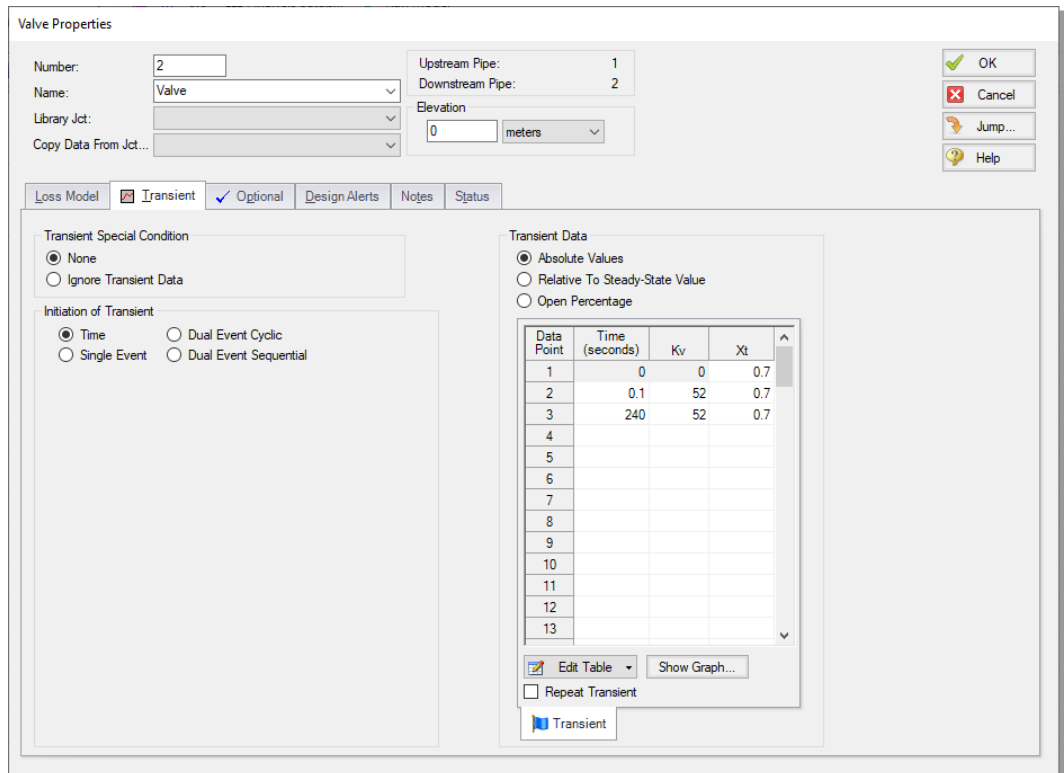 Valve Properties
Number: 2
Name: Valve
Library Jct:
Copy Data From Jct...
Upstream Pipe: 1
Downstream Pipe: 2
Elevation
0 meters
OK
Cancel
Jump...
Help
Loss Model Transient Optional Design Alerts Notes Status
Transient Special Condition
None
Ignore Transient Data
Initiation of Transient
Time Dual Event Cyclic
Single Event Dual Event Sequential
Transient Data
Absolute Values
Relative To Steady-State Value
Open Percentage
Data Point Time (seconds) Kv Xt
1 0 0 0.7
2 0.1 52 0.7
3 240 52 0.7
4
5
6
7
8
9
10
11
12
13
Edit Table Show Graph...
Repeat Transient
Transient